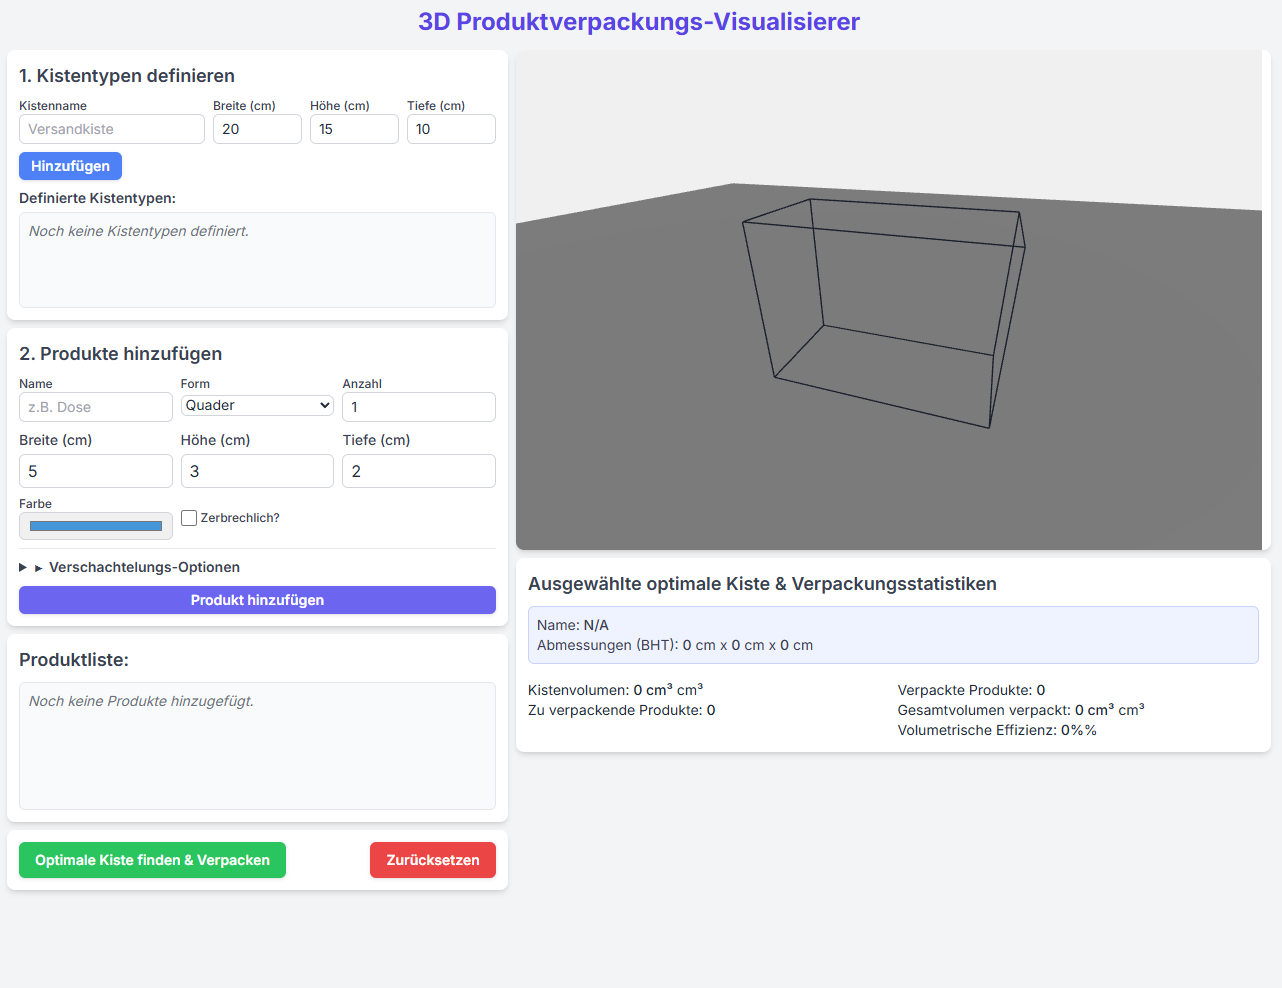 3D Produktverpackungs-Visualisierer
1. Kistentypen definieren
Kistenname
Breite (cm)
Höhe (cm)
Tiefe (cm)
Versandkiste
20
15
10
Hinzufügen
Definierte Kistentypen:
Noch keine Kistentypen definiert.
2. Produkte hinzufügen
Name
Form
Anzahl
z.B. Dose
Quader
1
Breite (cm)
Höhe (cm)
Tiefe (cm)
5
3
2
Farbe
Zerbrechlich?
Verschachtelungs-Optionen
Produkt hinzufügen
Produktliste:
Noch keine Produkte hinzugefügt.
Optimale Kiste finden & Verpacken
Zurücksetzen
Ausgewählte optimale Kiste & Verpackungsstatistiken
Name: N/A
Abmessungen (BHT): 0 cm x 0 cm x 0 cm
Kistenvolumen: 0 cm³ cm³
Zu verpackende Produkte: 0
Verpackte Produkte: 0
Gesamtvolumen verpackt: 0 cm³ cm³
Volumetrische Effizienz: 0%%